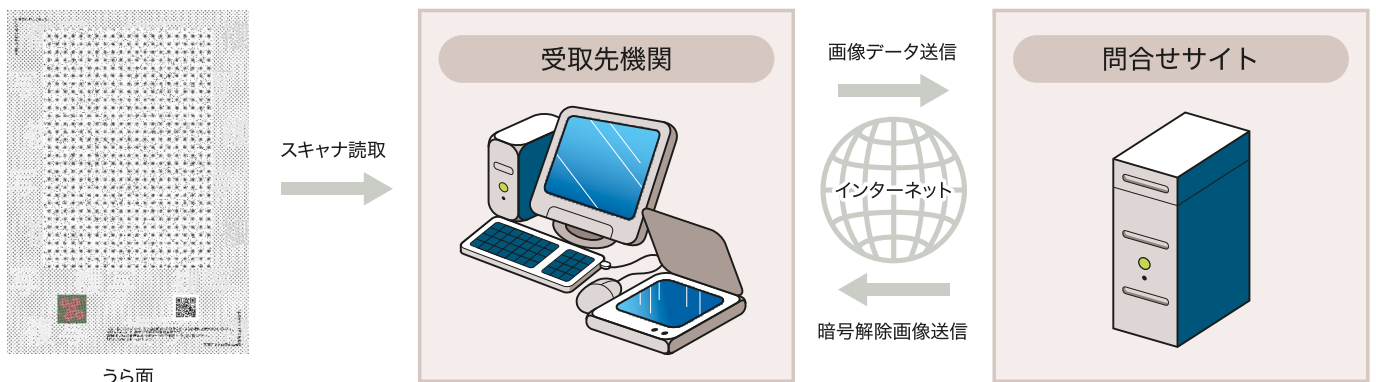 うら面
スキャナ読取
受取先機関
画像データ送信
インターネット
暗号解除画像送信
問合せサイト